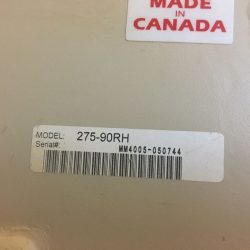 MADE
IN
CANADA
MODEL: 275-90RH
Serial#:
MM4005-050744